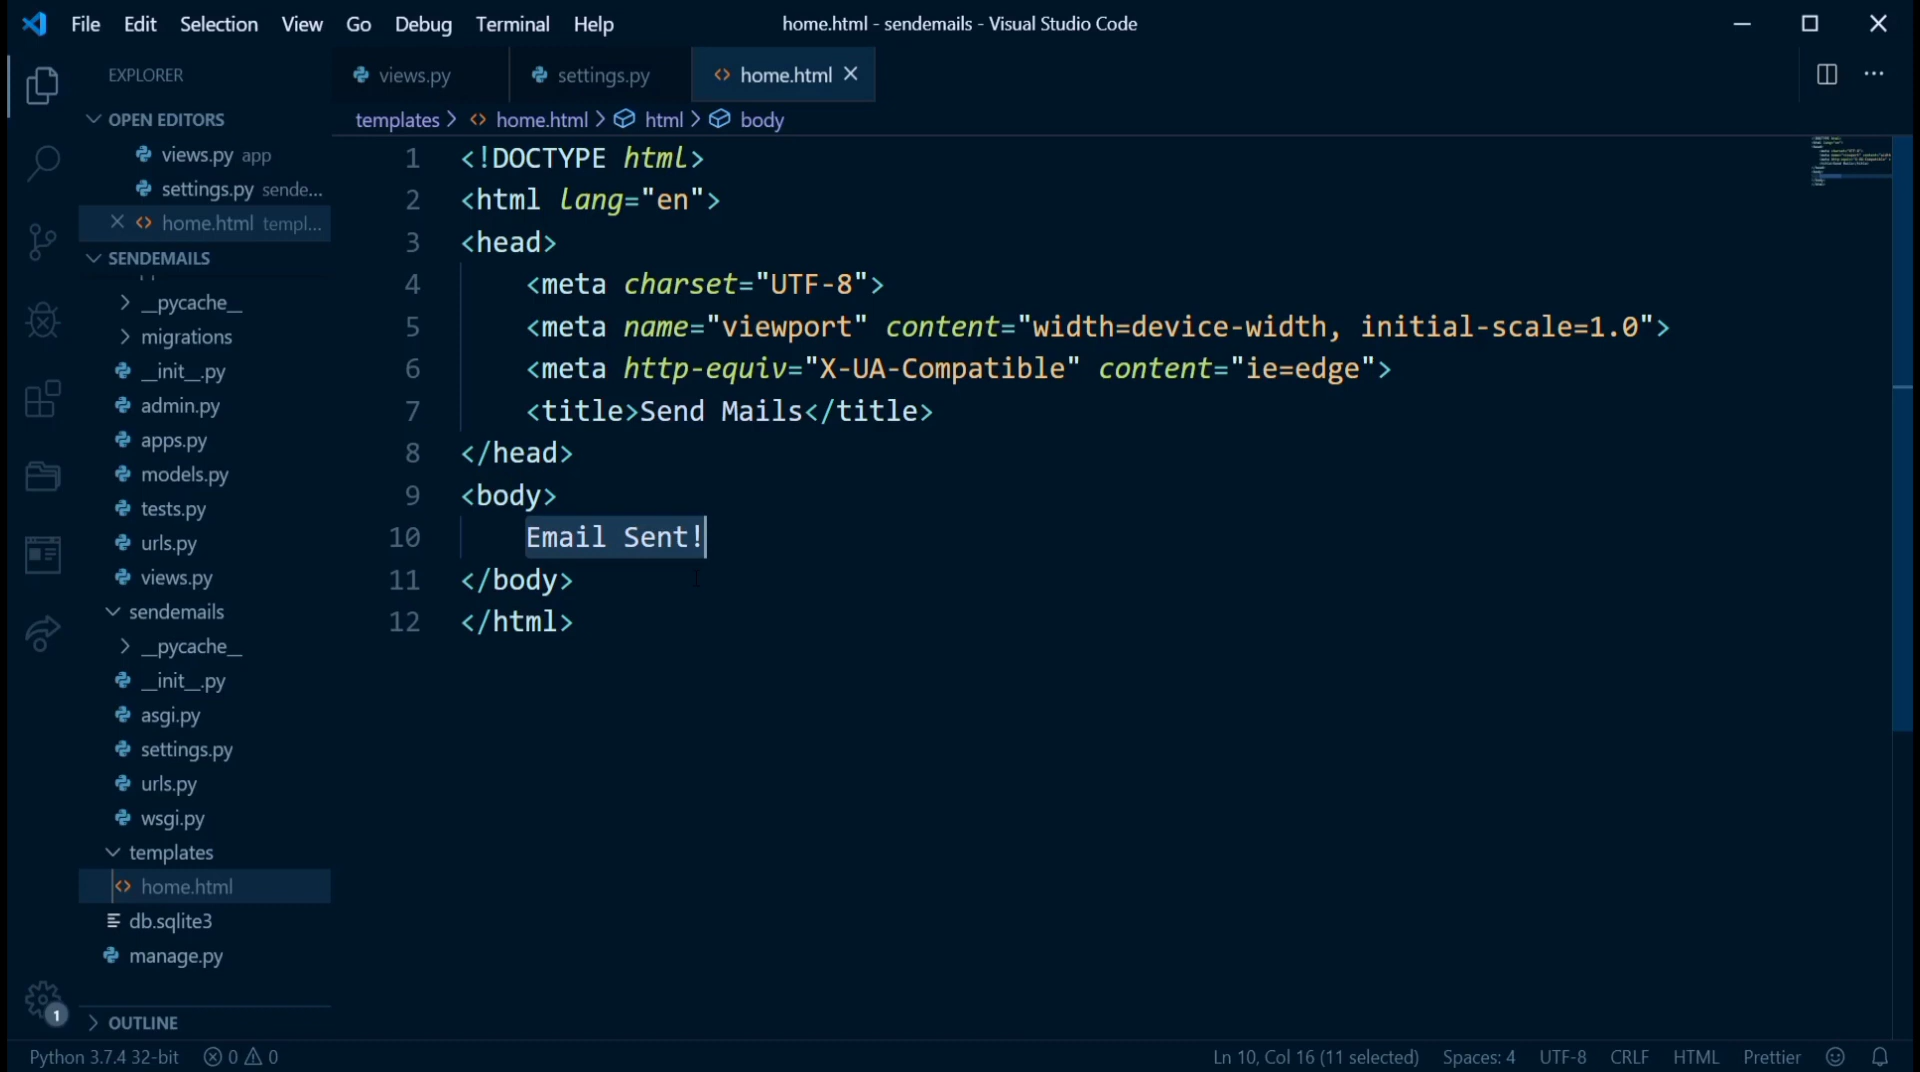 File Edit Selection View Go Debug Terminal Help home.html - sendemails - Visual Studio Code
EXPLORER
OPEN EDITORS
views.py app
settings.py sende...
home.html templ...
SENDEMAILS
__pycache__
migrations
__init__.py
admin.py
apps.py
models.py
tests.py
urls.py
views.py
sendemails
__pycache__
__init__.py
asgi.py
settings.py
urls.py
wsgi.py
templates
home.html
db.sqlite3
manage.py
OUTLINE
1
views.py settings.py home.html
templates > home.html > html > body
1 <!DOCTYPE html>
2 <html lang="en">
3 <head>
4 <meta charset="UTF-8">
5 <meta name="viewport" content="width=device-width, initial-scale=1.0">
6 <meta http-equiv="X-UA-Compatible" content="ie=edge">
7 <title>Send Mails</title>
8 </head>
9 <body>
10 Email Sent!
11 </body>
12 </html>
Python 3.7.4 32-bit 0 0 Ln 10, Col 16 (11 selected) Spaces: 4 UTF-8 CRLF HTML Prettier